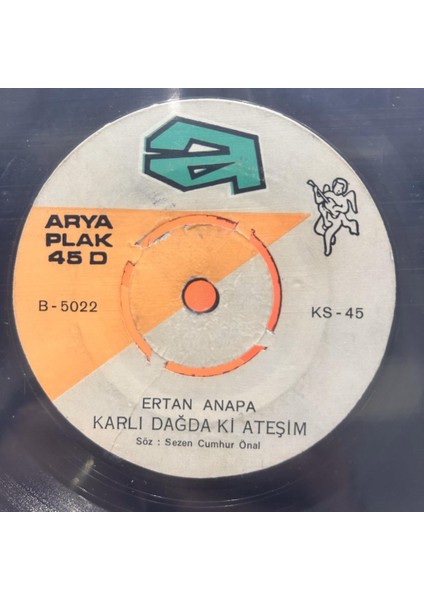 ARYA
PLAK
45 D
B - 5022
KS - 45
ERTAN ANAPA
KARLI DAĞDA Kİ ATEŞİM
Söz : Sezen Cumhur Önal